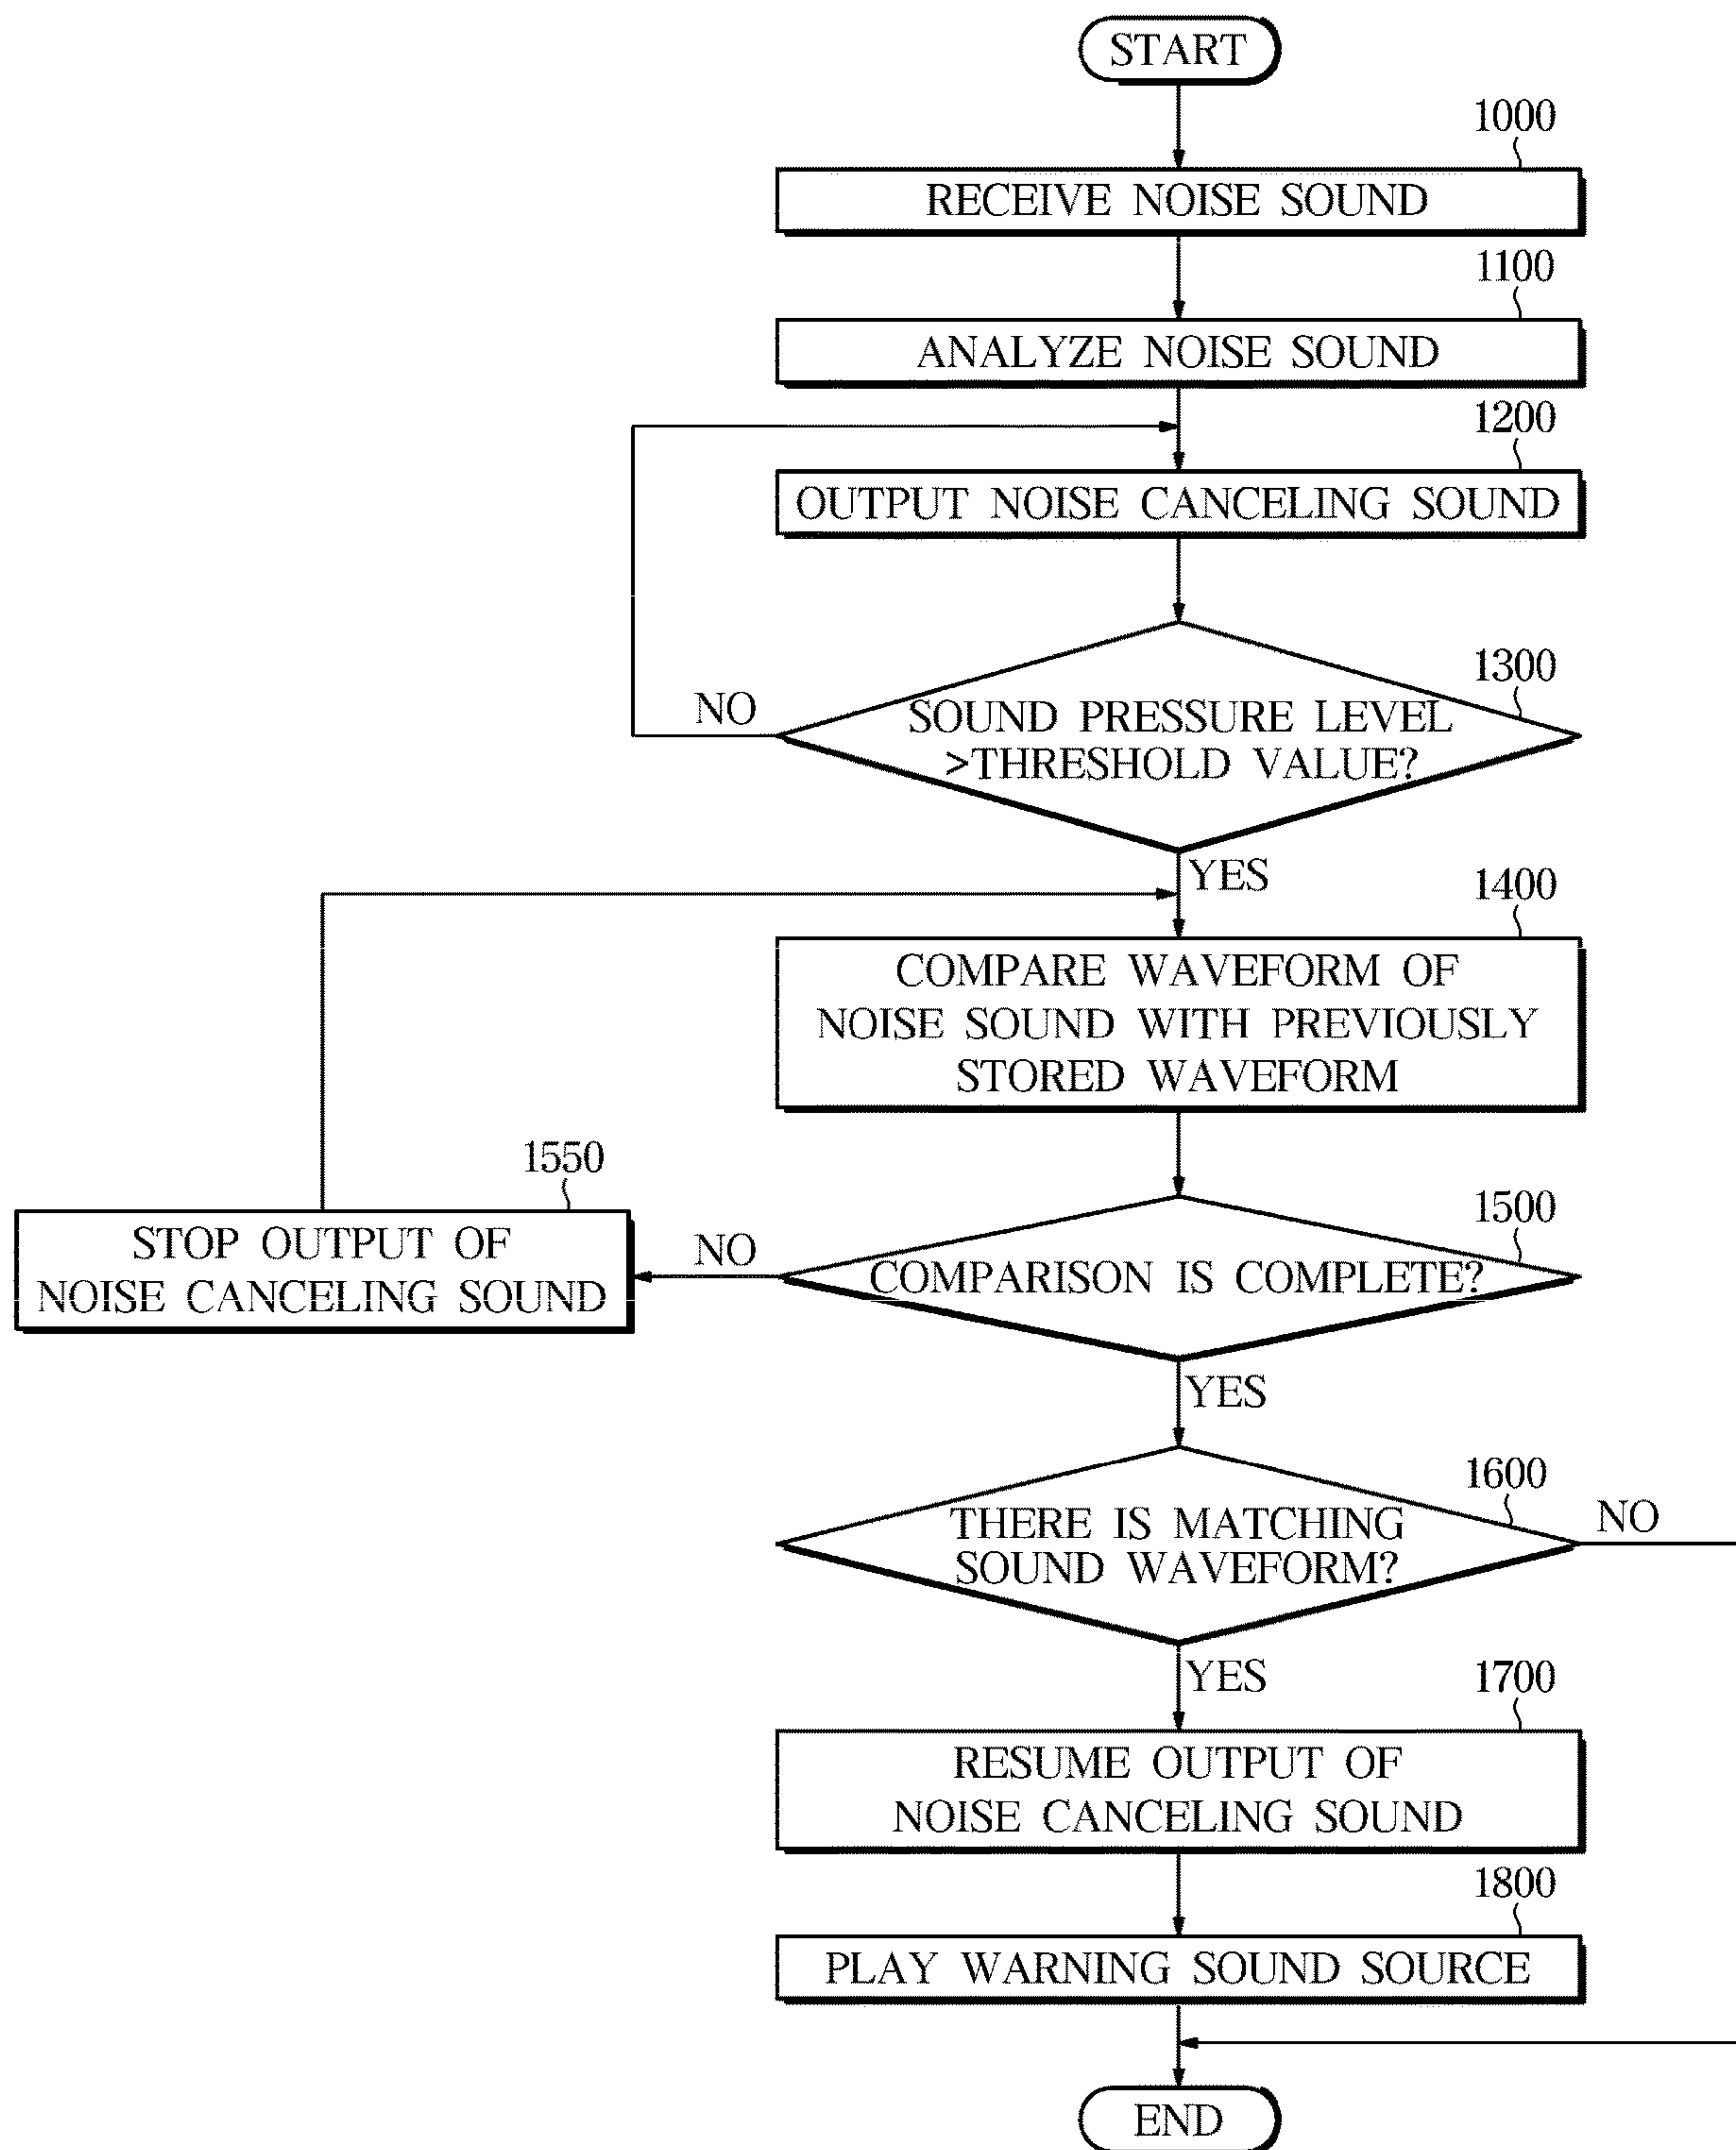 START
1000
RECEIVE NOISE SOUND
1100
ANALYZE NOISE SOUND
1200
OUTPUT NOISE CANCELING SOUND
1300
NO
SOUND PRESSURE LEVEL
>THRESHOLD VALUE?
YES
1400
COMPARE WAVEFORM OF
NOISE SOUND WITH PREVIOUSLY
STORED WAVEFORM
1550
STOP OUTPUT OF
NOISE CANCELING SOUND
NO
1500
COMPARISON IS COMPLETE?
YES
1600
THERE IS MATCHING
SOUND WAVEFORM?
NO
YES
1700
RESUME OUTPUT OF
NOISE CANCELING SOUND
1800
PLAY WARNING SOUND SOURCE
END